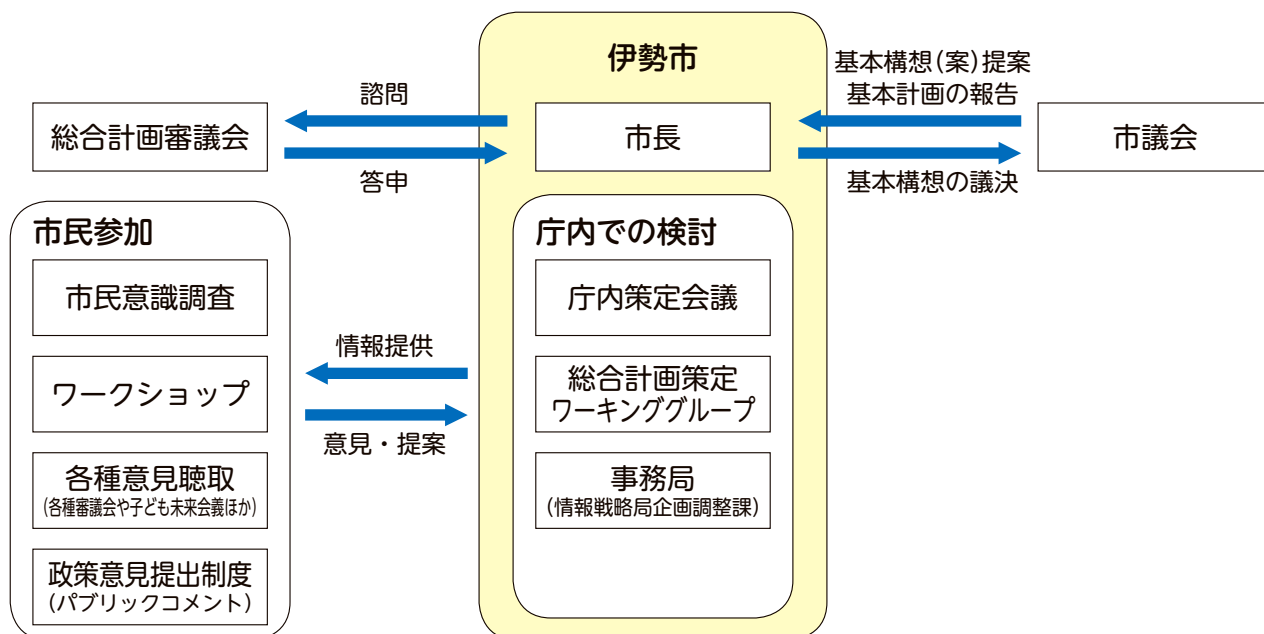 伊勢市
基本構想(案)提案
基本計画の報告
諮問
総合計画審議会
市長
市議会
答申
基本構想の議決
市民参加
市民意識調査
ワークショップ
各種意見聴取
(各種審議会や子ども未来会議ほか)
政策意見提出制度
(パブリックコメント)
情報提供
意見・提案
庁内での検討
庁内策定会議
総合計画策定
ワーキンググループ
事務局
(情報戦略局企画調整課)